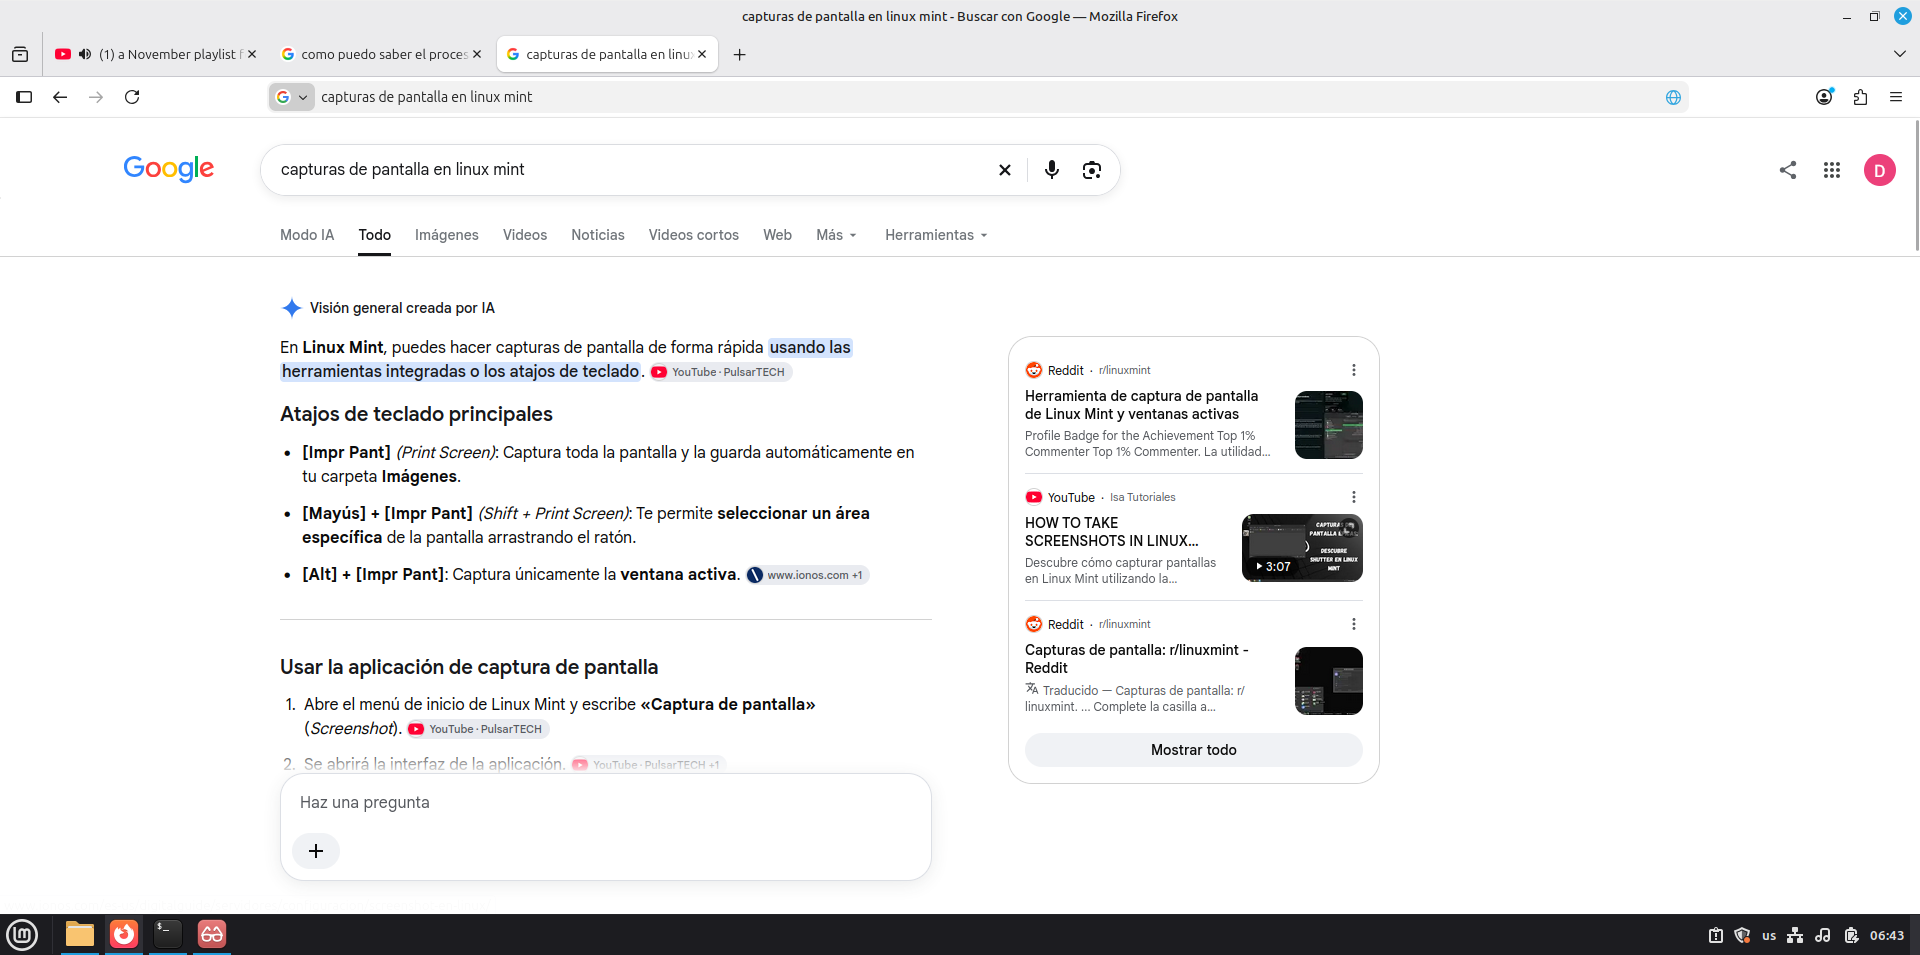 capturas de pantalla en linux mint - Buscar con Google — Mozilla Firefox
(1) a November playlist f
como puedo saber el proces
capturas de pantalla en linux
capturas de pantalla en linux mint
Google
capturas de pantalla en linux mint
D
Modo IA Todo Imágenes Videos Noticias Videos cortos Web Más Herramientas
Visión general creada por IA
En Linux Mint, puedes hacer capturas de pantalla de forma rápida usando las
herramientas integradas o los atajos de teclado. YouTube · PulsarTECH
Atajos de teclado principales
• [Impr Pant] (Print Screen): Captura toda la pantalla y la guarda automáticamente en
tu carpeta Imágenes.
• [Mayús] + [Impr Pant] (Shift + Print Screen): Te permite seleccionar un área
específica de la pantalla arrastrando el ratón.
• [Alt] + [Impr Pant]: Captura únicamente la ventana activa. www.ionos.com +1
Usar la aplicación de captura de pantalla
1. Abre el menú de inicio de Linux Mint y escribe «Captura de pantalla»
(Screenshot). YouTube · PulsarTECH
2. Se abrirá la interfaz de la aplicación. YouTube · PulsarTECH +1
Haz una pregunta
Reddit · r/linuxmint
Herramienta de captura de pantalla
de Linux Mint y ventanas activas
Profile Badge for the Achievement Top 1%
Commenter Top 1% Commenter. La utilidad...
YouTube · Isa Tutoriales
HOW TO TAKE
SCREENSHOTS IN LINUX...
Descubre cómo capturar pantallas
en Linux Mint utilizando la...
DESCUBRE
SHUTTER EN LINUX
MINT
3:07
Reddit · r/linuxmint
Capturas de pantalla: r/linuxmint -
Reddit
Traducido — Capturas de pantalla: r/
linuxmint. ... Complete la casilla a...
Mostrar todo
us
06:43